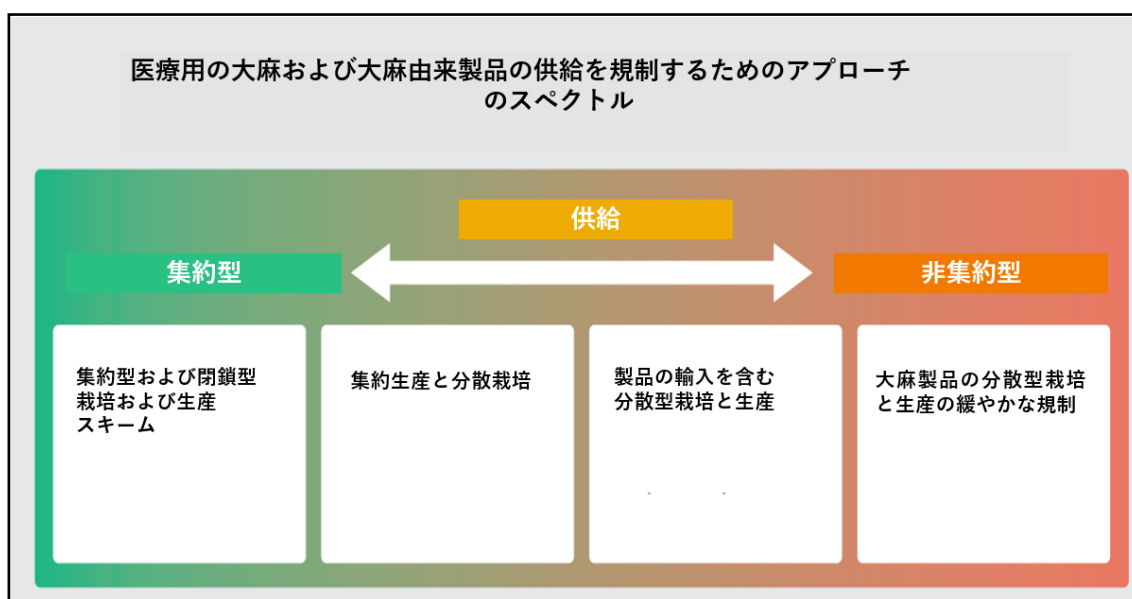 医療用の大麻および大麻由来製品の供給を規制するためのアプローチ
のスペクトル
供給
集約型
非集約型
集約型および閉鎖型
栽培および生産
スキーム
集約生産と分散栽培
製品の輸入を含む
分散型栽培と生産
大麻製品の分散型栽培
と生産の緩やかな規制